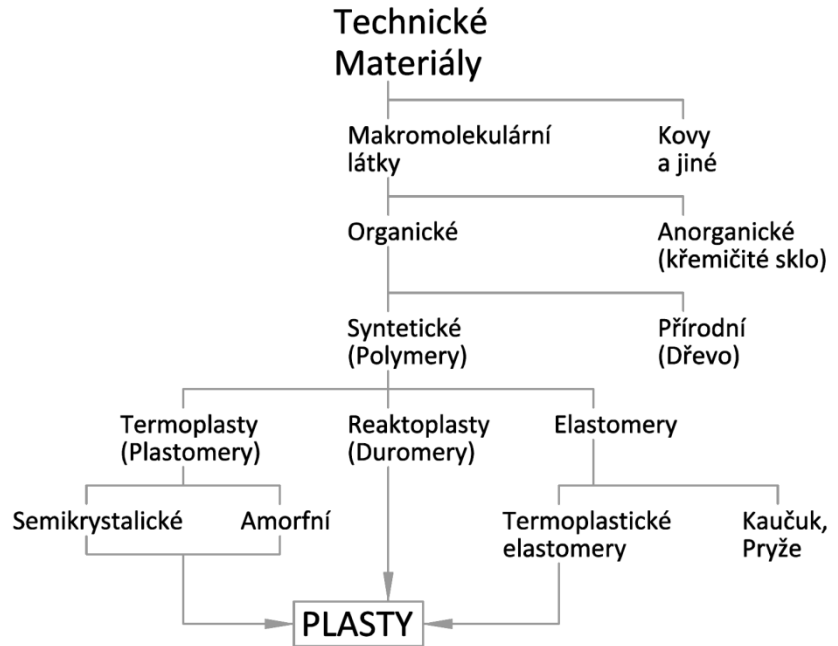 Technické
Materiály
Makromolekulární
látky
Kovy
a jiné
Organické
Anorganické
(křemičité sklo)
Syntetické
(Polymery)
Přírodní
(Dřevo)
Termoplasty
(Plastomery)
Reaktoplasty
(Duromery)
Elastomery
Semikrystalické
Amorfní
Termoplastické
elastomery
Kaučuk,
Pryže
PLASTY